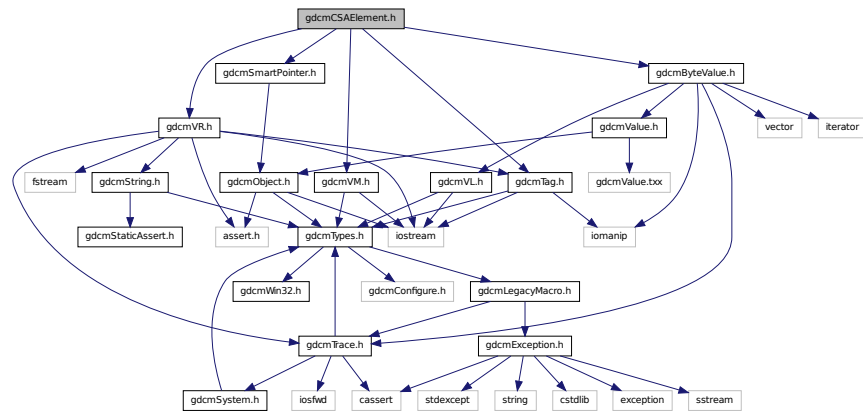 gdcmCSAElement.h
gdcmSmartPointer.h
gdcmByteValue.h
gdcmVR.h
gdcmValue.h
vector
iterator
fstream
gdcmString.h
gdcmObject.h
gdcmVM.h
gdcmVL.h
gdcmTag.h
gdcmValue.txx
gdcmStaticAssert.h
assert.h
gdcmTypes.h
iostream
iomanip
gdcmWin32.h
gdcmConfigure.h
gdcmLegacyMacro.h
gdcmTrace.h
gdcmException.h
gdcmSystem.h
iosfwd
cassert
stdexcept
string
cstdlib
exception
sstream